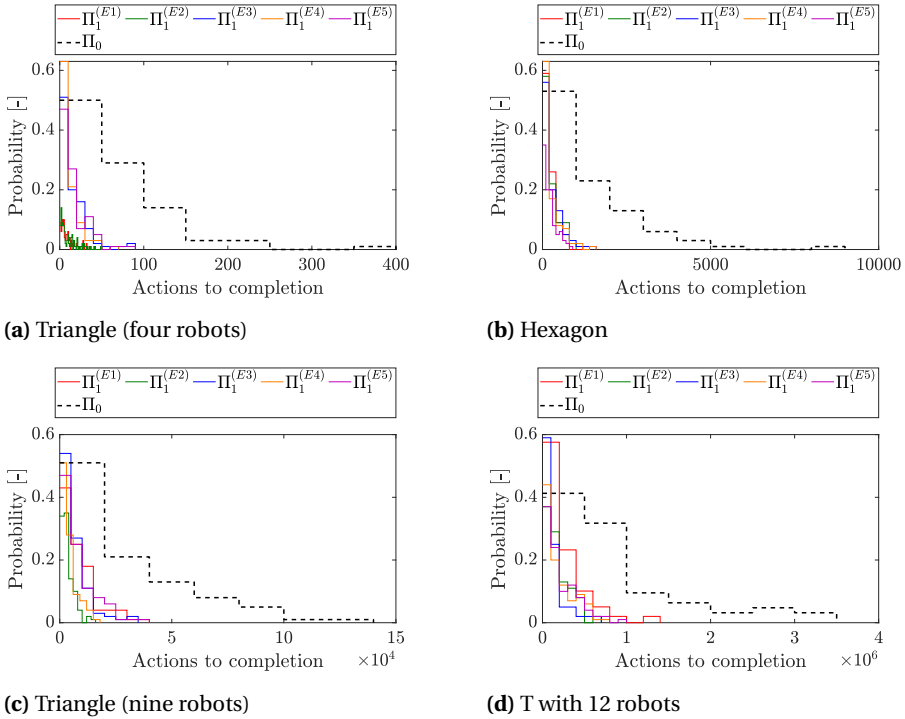 Π₁^(E1) Π₁^(E2) Π₁^(E3) Π₁^(E4) Π₁^(E5)
Π₀
0.6
0.4
0.2
0
Probability [-]
0 100 200 300 400
Actions to completion
(a) Triangle (four robots)
Π₁^(E1) Π₁^(E2) Π₁^(E3) Π₁^(E4) Π₁^(E5)
Π₀
0.6
0.4
0.2
0
Probability [-]
0 5000 10000
Actions to completion
(b) Hexagon
Π₁^(E1) Π₁^(E2) Π₁^(E3) Π₁^(E4) Π₁^(E5)
Π₀
0.6
0.4
0.2
0
Probability [-]
0 5 10 15
Actions to completion ×10⁴
(c) Triangle (nine robots)
Π₁^(E1) Π₁^(E2) Π₁^(E3) Π₁^(E4) Π₁^(E5)
Π₀
0.6
0.4
0.2
0
Probability [-]
0 1 2 3 4
Actions to completion ×10⁶
(d) T with 12 robots